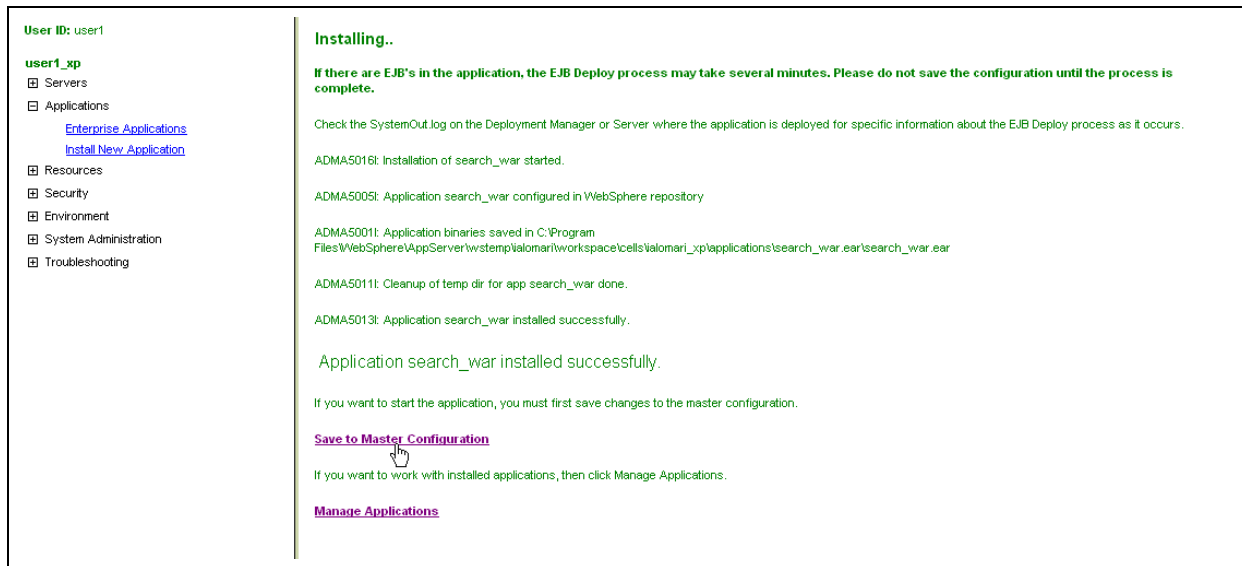 User ID: user1
user1_xp
Servers
Applications
Enterprise Applications
Install New Application
Resources
Security
Environment
System Administration
Troubleshooting
Installing..
If there are EJB's in the application, the EJB Deploy process may take several minutes. Please do not save the configuration until the process is
complete.
Check the SystemOut.log on the Deployment Manager or Server where the application is deployed for specific information about the EJB Deploy process as it occurs.
ADMA5016I: Installation of search_war started.
ADMA5005I: Application search_war configured in WebSphere repository
ADMA5001I: Application binaries saved in C:\Program
Files\WebSphere\AppServer\wstemp\ialomari\workspace\cells\ialomari_xp\applications\search_war.ear\search_war.ear
ADMA5011I: Cleanup of temp dir for app search_war done.
ADMA5013I: Application search_war installed successfully.
Application search_war installed successfully.
If you want to start the application, you must first save changes to the master configuration.
Save to Master Configuration
If you want to work with installed applications, then click Manage Applications.
Manage Applications